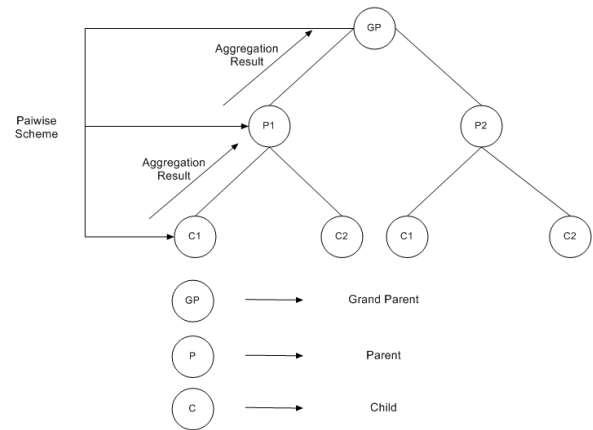 GP
Aggregation
Result
Paiwise
Scheme
P1
P2
Aggregation
Result
C1
C2
C1
C2
GP
Grand Parent
P
Parent
C
Child